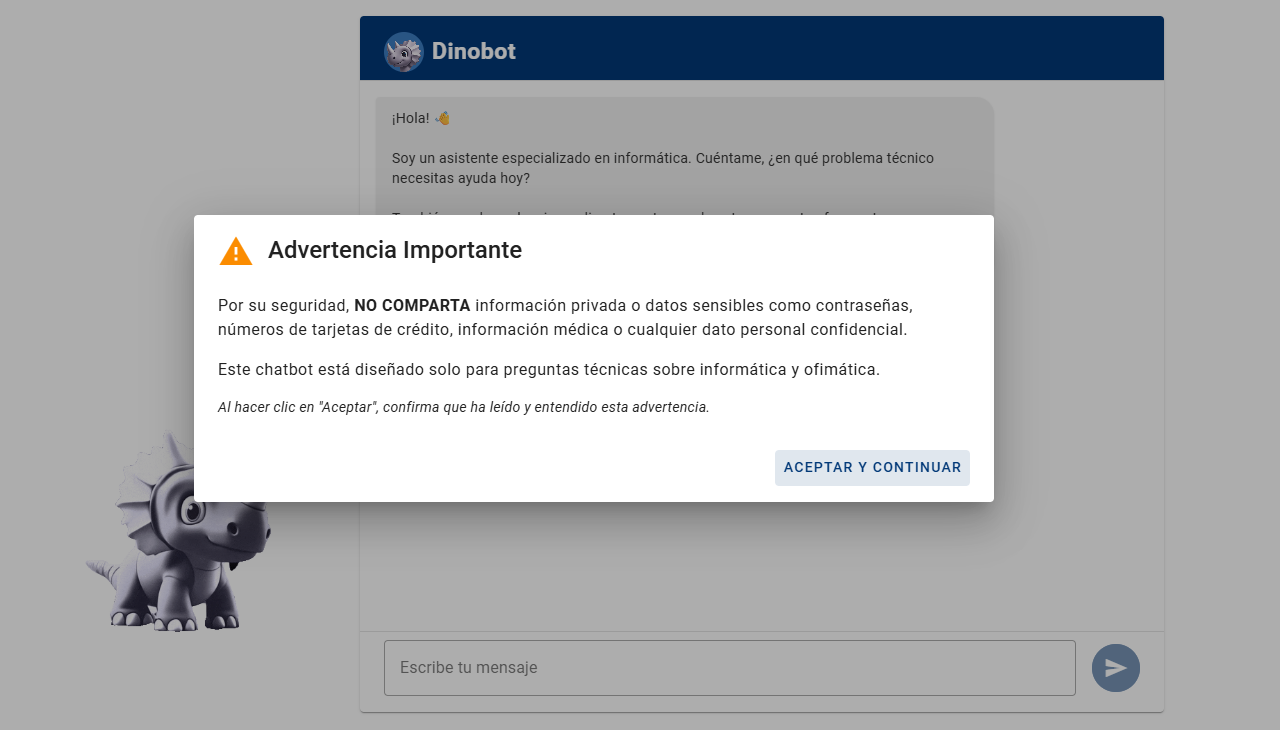 Dinobot
¡Hola! 👋
Soy un asistente especializado en informática. Cuéntame, ¿en qué problema técnico
necesitas ayuda hoy?
Advertencia Importante
Por su seguridad, NO COMPARTA información privada o datos sensibles como contraseñas,
números de tarjetas de crédito, información médica o cualquier dato personal confidencial.
Este chatbot está diseñado solo para preguntas técnicas sobre informática y ofimática.
Al hacer clic en "Aceptar", confirma que ha leído y entendido esta advertencia.
ACEPTAR Y CONTINUAR
Escribe tu mensaje